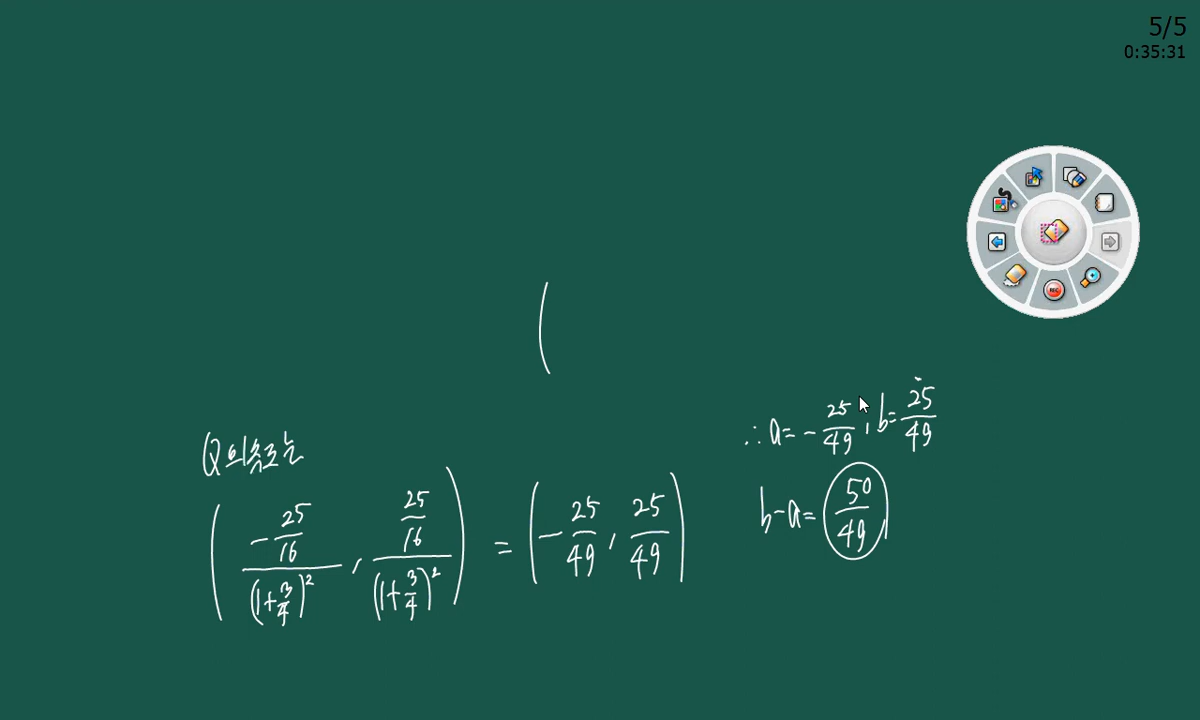 5/5
0:35:31
(
Q의 좌표는
( -25/16 / (1+3/4)² , 25/16 / (1+3/4)² ) = ( -25/49 , 25/49 )
∴ a = -25/49 , b = 25/49
b-a = 50/49
REC